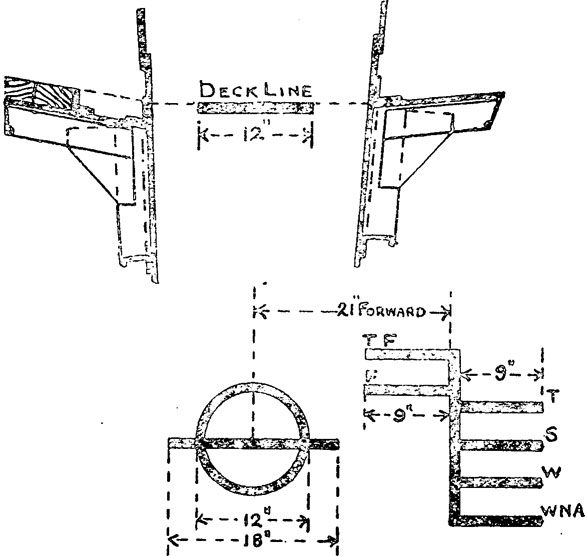 DECK LINE
12"
21" FORWARD
T F
F
9"
9"
T
S
W
WNA
12"
18"